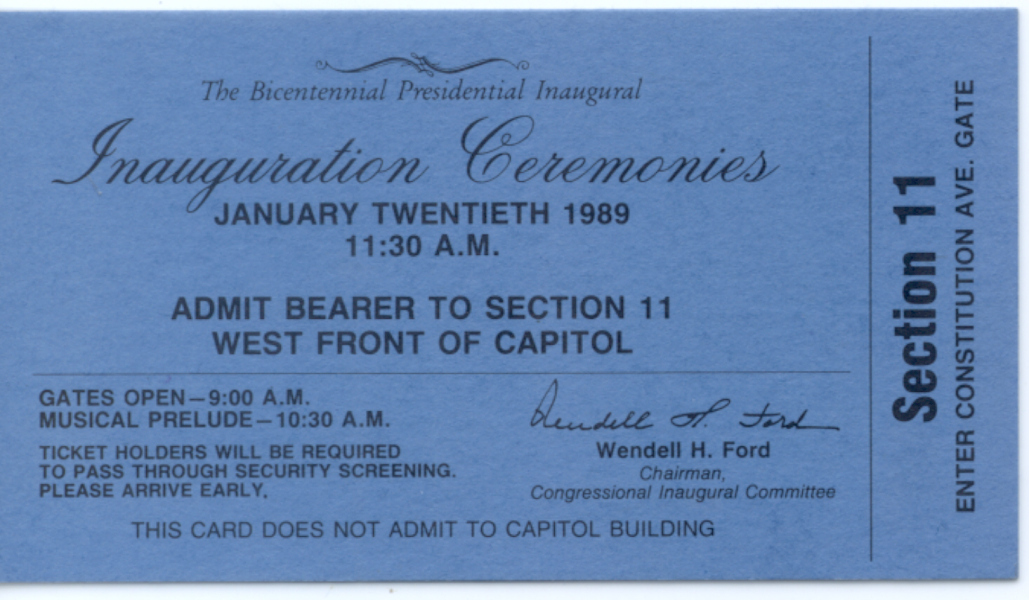 The Bicentennial Presidential Inaugural
Inauguration Ceremonies
JANUARY TWENTIETH 1989
11:30 A.M.
ADMIT BEARER TO SECTION 11
WEST FRONT OF CAPITOL
GATES OPEN—9:00 A.M.
MUSICAL PRELUDE—10:30 A.M.
TICKET HOLDERS WILL BE REQUIRED
TO PASS THROUGH SECURITY SCREENING.
PLEASE ARRIVE EARLY.
Wendell H. Ford
Wendell H. Ford
Chairman,
Congressional Inaugural Committee
THIS CARD DOES NOT ADMIT TO CAPITOL BUILDING
Section 11
ENTER CONSTITUTION AVE. GATE